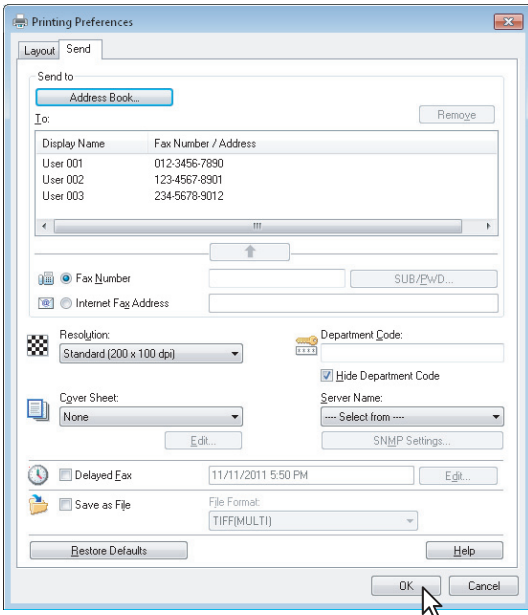 Printing Preferences
Layout Send
Send to
Address Book...
To:
Remove
Display Name Fax Number / Address
User 001 012-3456-7890
User 002 123-4567-8901
User 003 234-5678-9012
Fax Number SUB/PWD...
Internet Fax Address
Resolution: Department Code:
Standard (200 x 100 dpi)
Hide Department Code
Cover Sheet: Server Name:
None ---- Select from ----
Edit... SNMP Settings...
Delayed Fax 11/11/2011 5:50 PM Edit...
Save as File File Format:
TIFF(MULTI)
Restore Defaults Help
OK Cancel